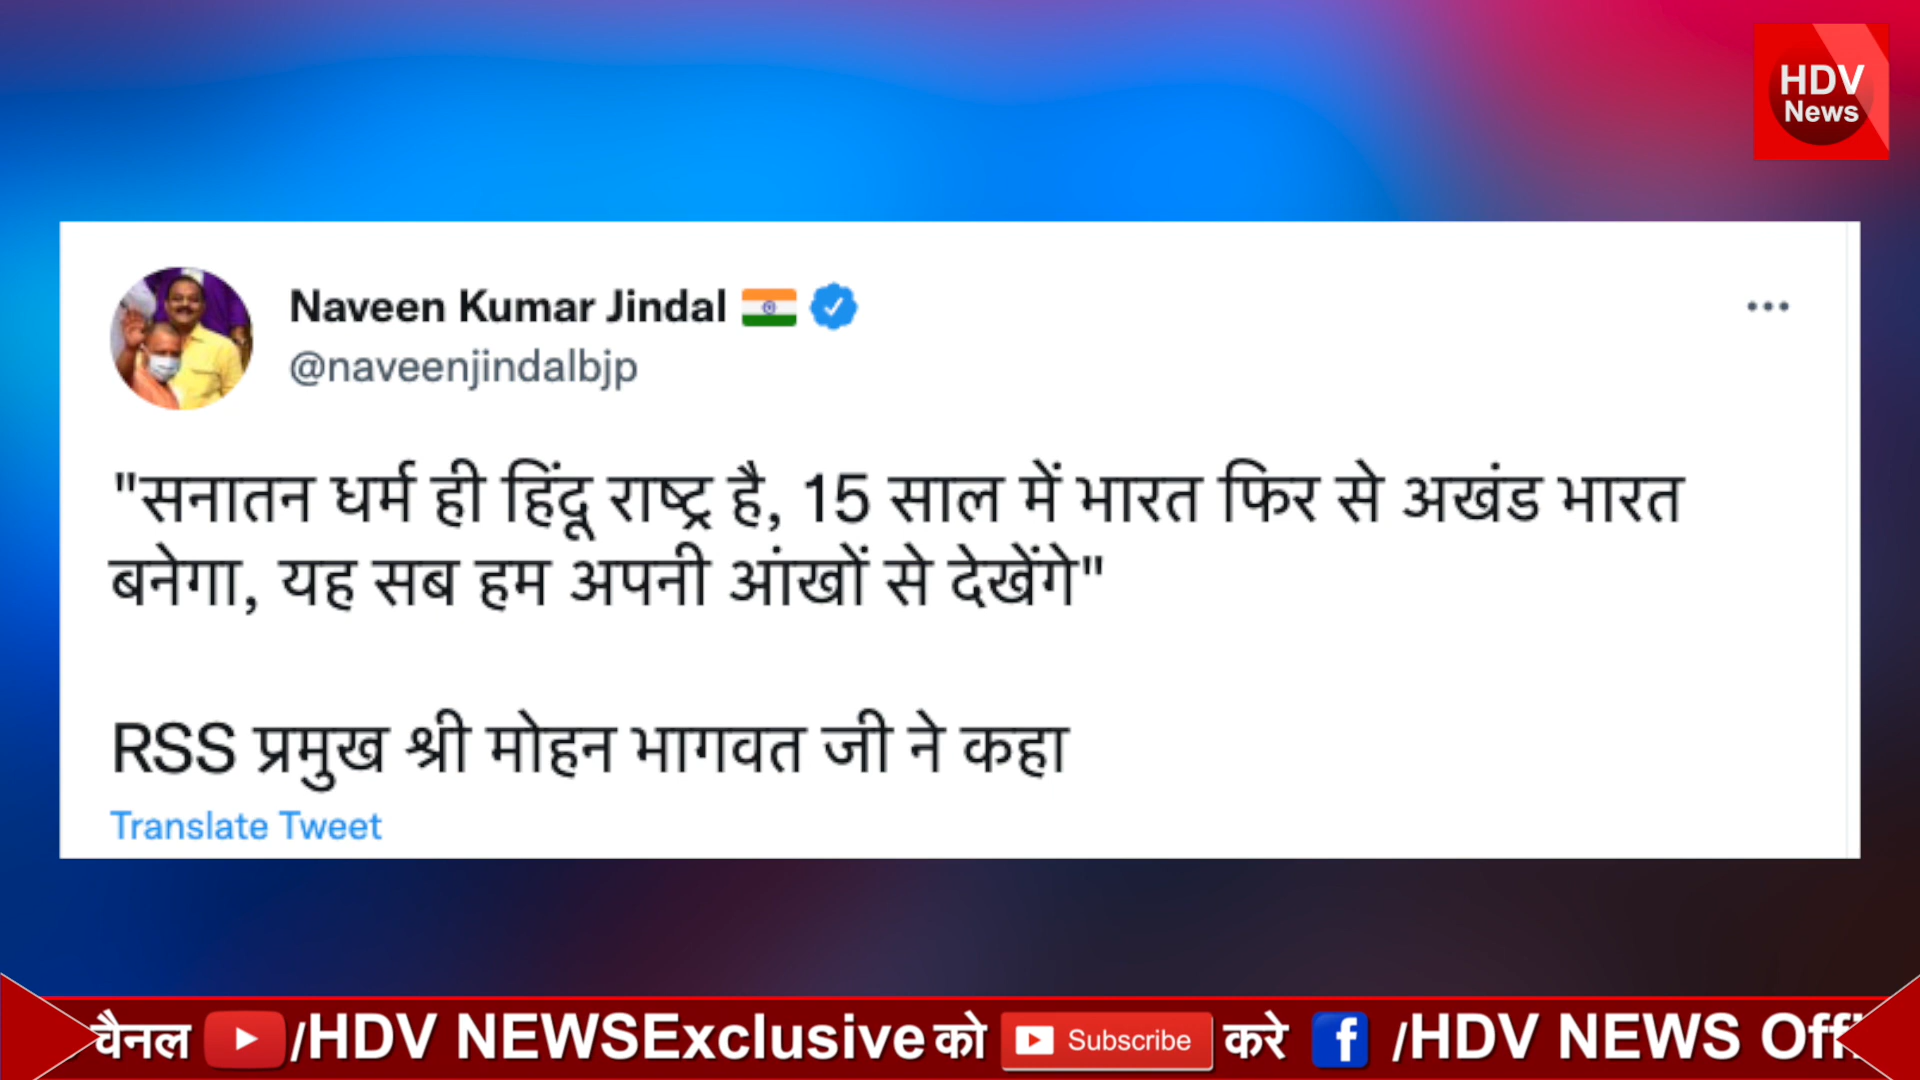 HDV
News
Naveen Kumar Jindal
@naveenjindalbjp
"सनातन धर्म ही हिंदू राष्ट्र है, 15 साल में भारत फिर से अखंड भारत
बनेगा, यह सब हम अपनी आंखों से देखेंगे"
RSS प्रमुख श्री मोहन भागवत जी ने कहा
Translate Tweet
चैनल /HDV NEWSExclusive को Subscribe करे f /HDV NEWS